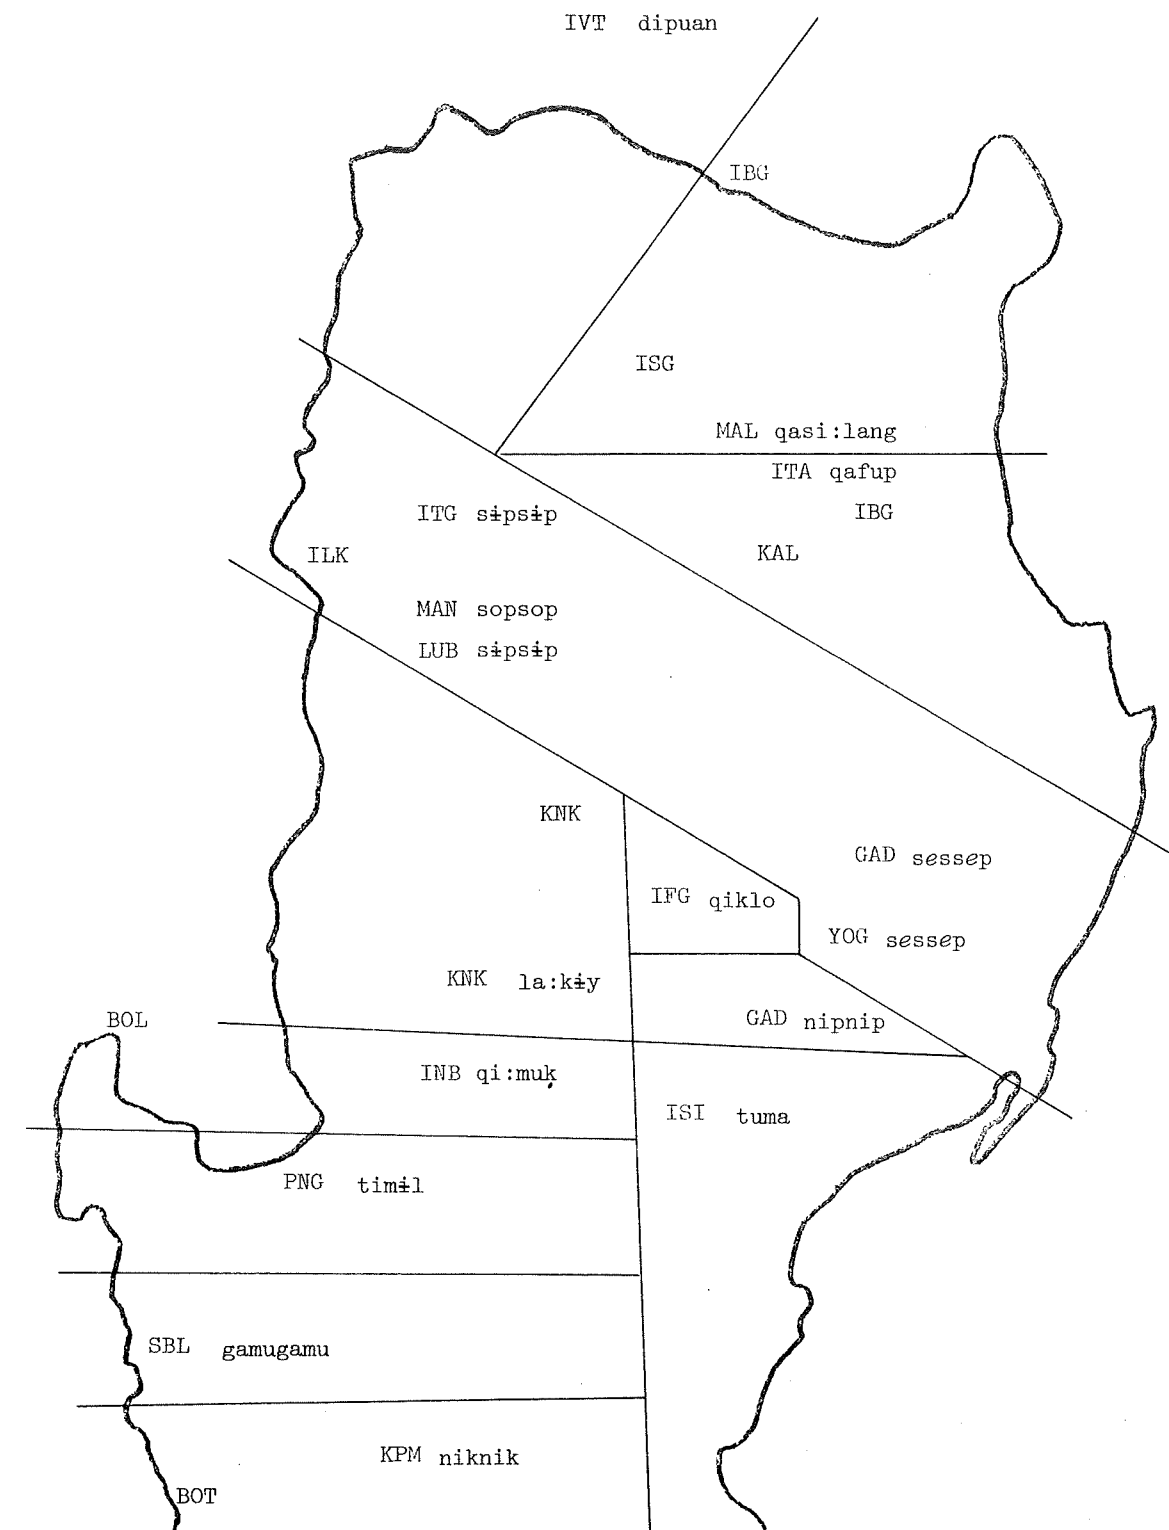 IVT dipuan
IBG
ISG
MAL qasi:lang
ITA qafup
IBG
ITG sɨpsɨp
ILK
KAL
MAN sopsop
LUB sɨpsɨp
KNK
GAD sessep
IFG qiklo
YOG sessep
KNK la:kɨy
BOL
GAD nipnip
INB qi:muḳ
ISI tuma
PNG timɨl
SBL gamugamu
KPM niknik
BOT